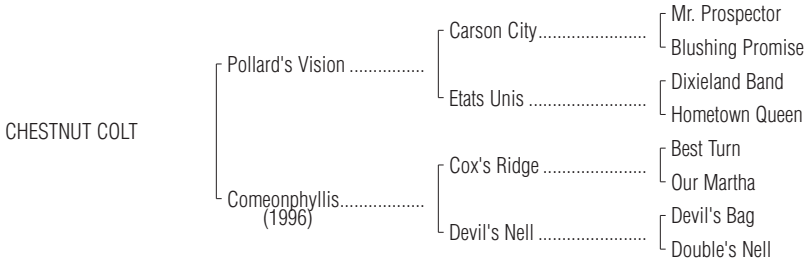 CHESTNUT COLT
Pollard's Vision ................
Comeonphyllis..................
(1996)
Carson City.......................
Etats Unis .........................
Cox's Ridge ......................
Devil's Nell .......................
Mr. Prospector
Blushing Promise
Dixieland Band
Hometown Queen
Best Turn
Our Martha
Devil's Bag
Double's Nell